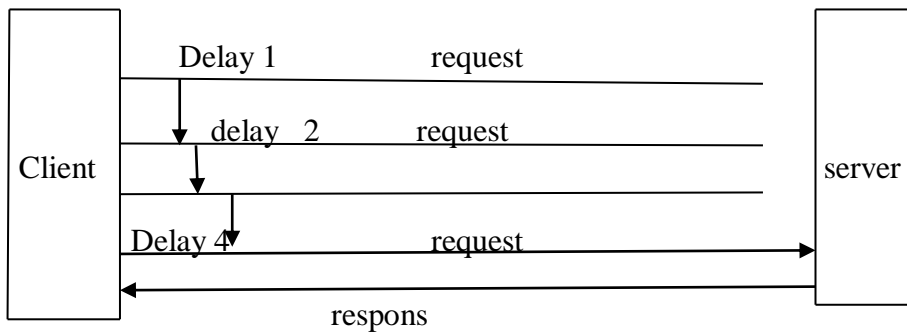 Delay 1 request
delay 2 request
Client server
Delay 4 request
respons